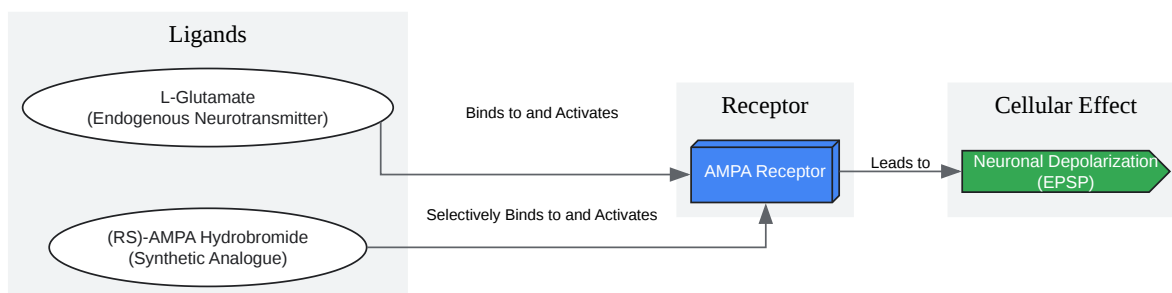 Ligands
L-Glutamate
(Endogenous Neurotransmitter)
Binds to and Activates
Receptor
Cellular Effect
AMPA Receptor
Leads to
Neuronal Depolarization
(EPSP)
Selectively Binds to and Activates
(RS)-AMPA Hydrobromide
(Synthetic Analogue)